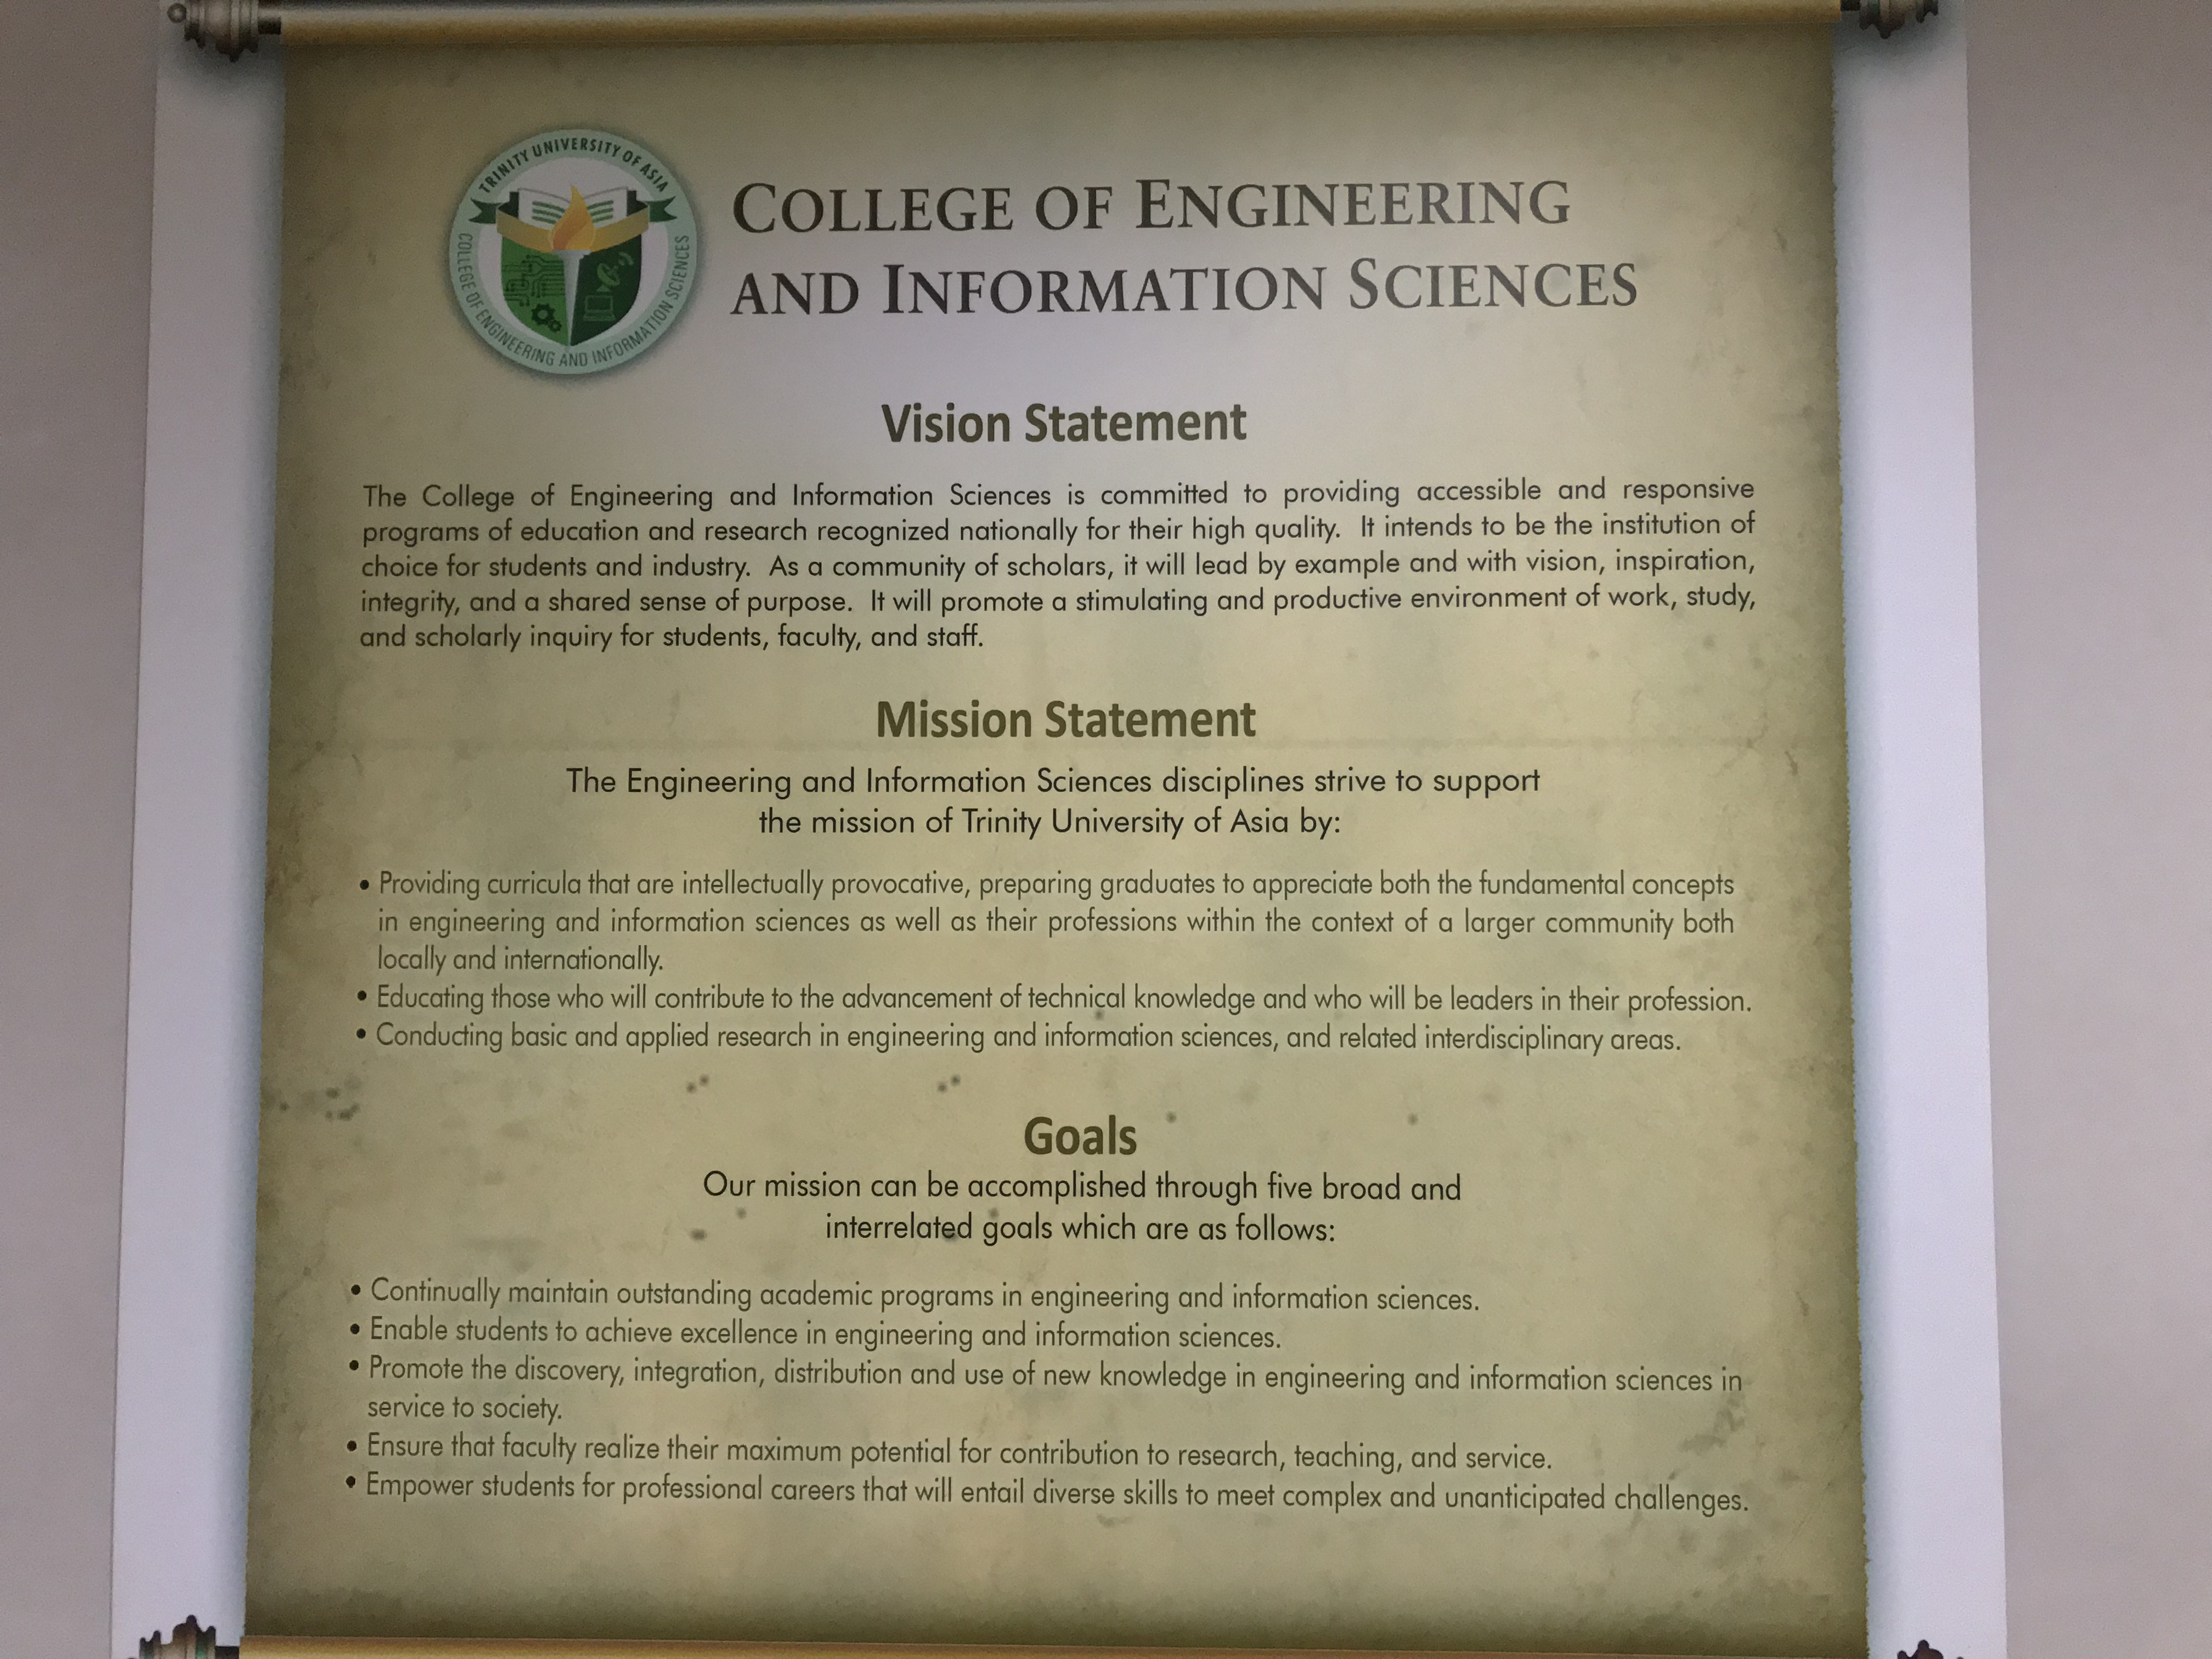 TRINITY UNIVERSITY OF ASIA
COLLEGE OF ENGINEERING AND INFORMATION SCIENCES
COLLEGE OF ENGINEERING
AND INFORMATION SCIENCES
Vision Statement
The College of Engineering and Information Sciences is committed to providing accessible and responsive
programs of education and research recognized nationally for their high quality. It intends to be the institution of
choice for students and industry. As a community of scholars, it will lead by example and with vision, inspiration,
integrity, and a shared sense of purpose. It will promote a stimulating and productive environment of work, study,
and scholarly inquiry for students, faculty, and staff.
Mission Statement
The Engineering and Information Sciences disciplines strive to support
the mission of Trinity University of Asia by:
• Providing curricula that are intellectually provocative, preparing graduates to appreciate both the fundamental concepts
in engineering and information sciences as well as their professions within the context of a larger community both
locally and internationally.
• Educating those who will contribute to the advancement of technical knowledge and who will be leaders in their profession.
• Conducting basic and applied research in engineering and information sciences, and related interdisciplinary areas.
Goals
Our mission can be accomplished through five broad and
interrelated goals which are as follows:
• Continually maintain outstanding academic programs in engineering and information sciences.
• Enable students to achieve excellence in engineering and information sciences.
• Promote the discovery, integration, distribution and use of new knowledge in engineering and information sciences in
service to society.
• Ensure that faculty realize their maximum potential for contribution to research, teaching, and service.
• Empower students for professional careers that will entail diverse skills to meet complex and unanticipated challenges.